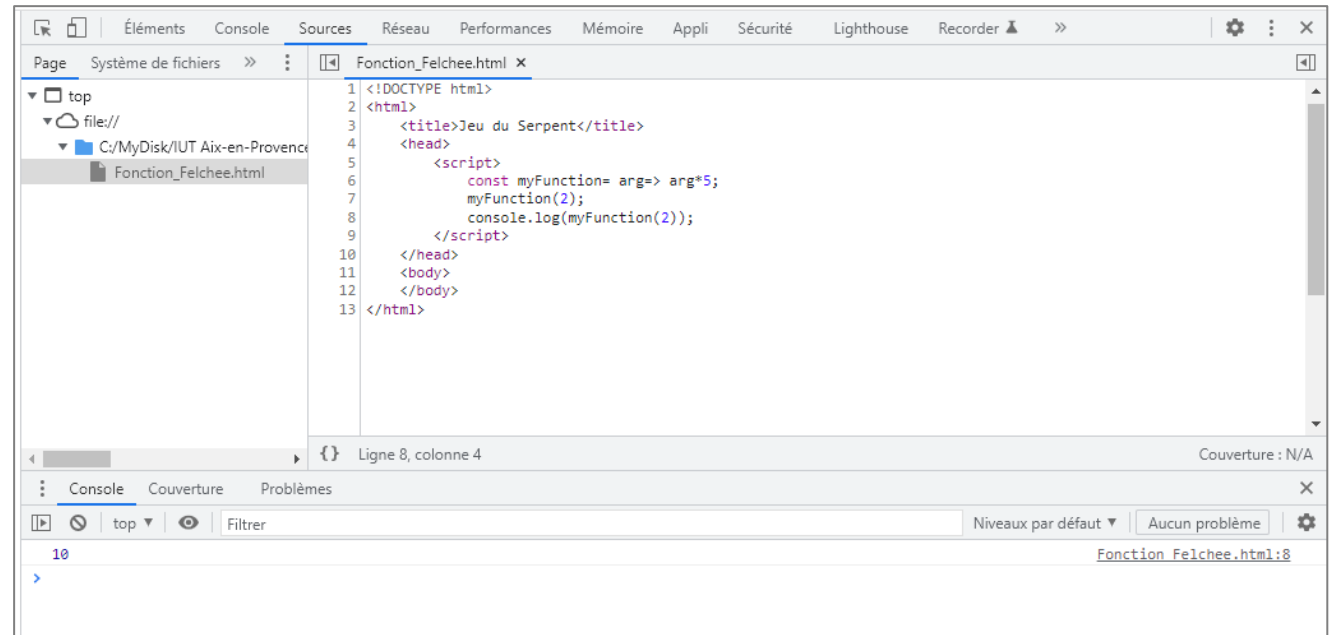 Éléments Console Sources Réseau Performances Mémoire Appli Sécurité Lighthouse Recorder »
Page Système de fichiers » Fonction_Felchee.html ×
top
file://
C:/MyDisk/IUT Aix-en-Provence
Fonction_Felchee.html
1 <!DOCTYPE html>
2 <html>
3 <title>Jeu du Serpent</title>
4 <head>
5 <script>
6 const myFunction= arg=> arg*5;
7 myFunction(2);
8 console.log(myFunction(2));
9 </script>
10 </head>
11 <body>
12 </body>
13 </html>
{} Ligne 8, colonne 4 Couverture : N/A
Console Couverture Problèmes
top Filtrer Niveaux par défaut Aucun problème
10 Fonction_Felchee.html:8
>